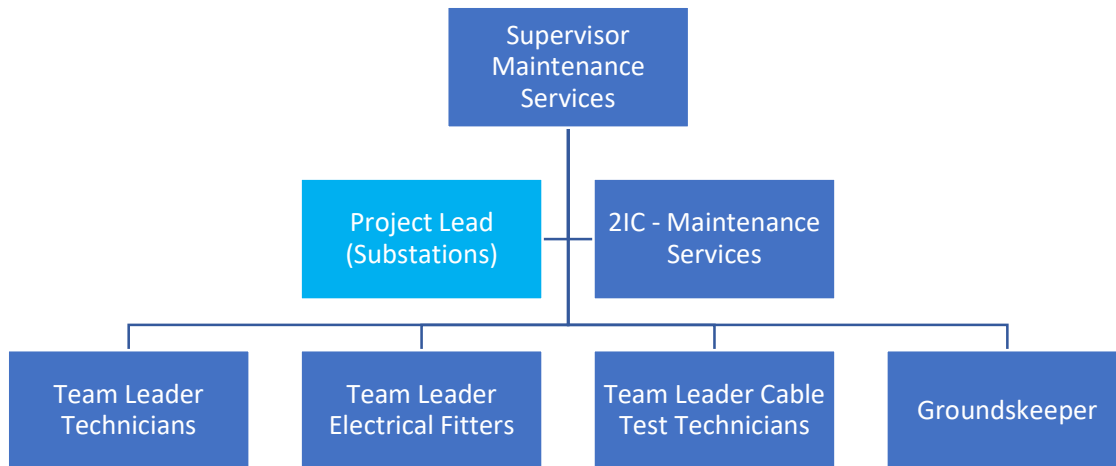 Supervisor
Maintenance
Services
Project Lead
(Substations)
2IC - Maintenance
Services
Team Leader
Technicians
Team Leader
Electrical Fitters
Team Leader Cable
Test Technicians
Groundskeeper